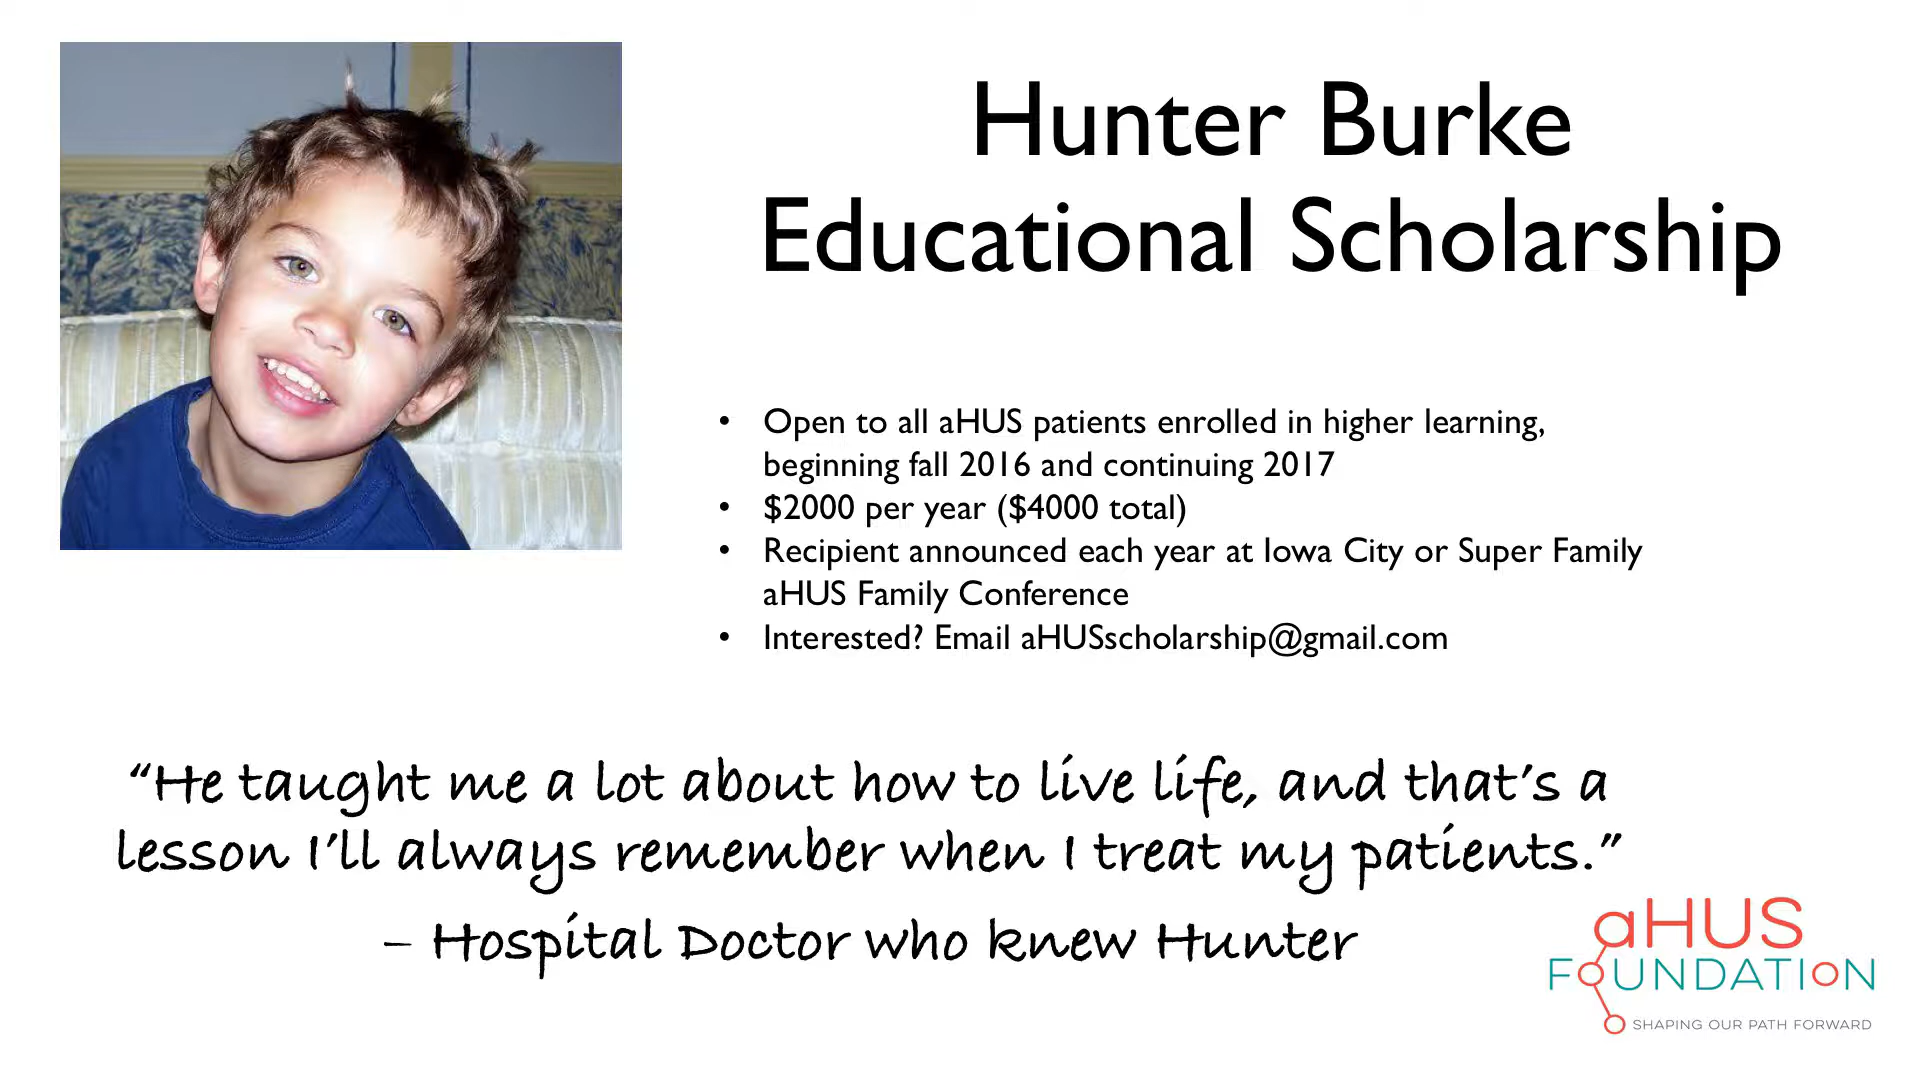 Hunter Burke
Educational Scholarship
• Open to all aHUS patients enrolled in higher learning,
beginning fall 2016 and continuing 2017
• $2000 per year ($4000 total)
• Recipient announced each year at Iowa City or Super Family
aHUS Family Conference
• Interested? Email aHUSscholarship@gmail.com
“He taught me a lot about how to live life, and that’s a
lesson I’ll always remember when I treat my patients.”
– Hospital Doctor who knew Hunter
aHUS
FOUNDATION
SHAPING OUR PATH FORWARD